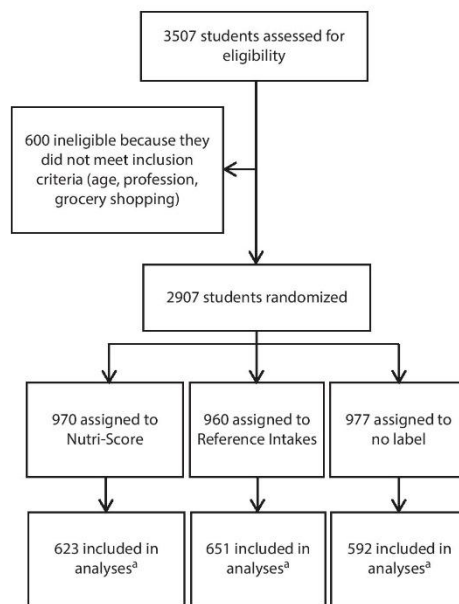 3507 students assessed for
eligibility
600 ineligible because they
did not meet inclusion
criteria (age, profession,
grocery shopping)
2907 students randomized
970 assigned to
Nutri-Score
960 assigned to
Reference Intakes
977 assigned to
no label
623 included in
analysesᵃ
651 included in
analysesᵃ
592 included in
analysesᵃ